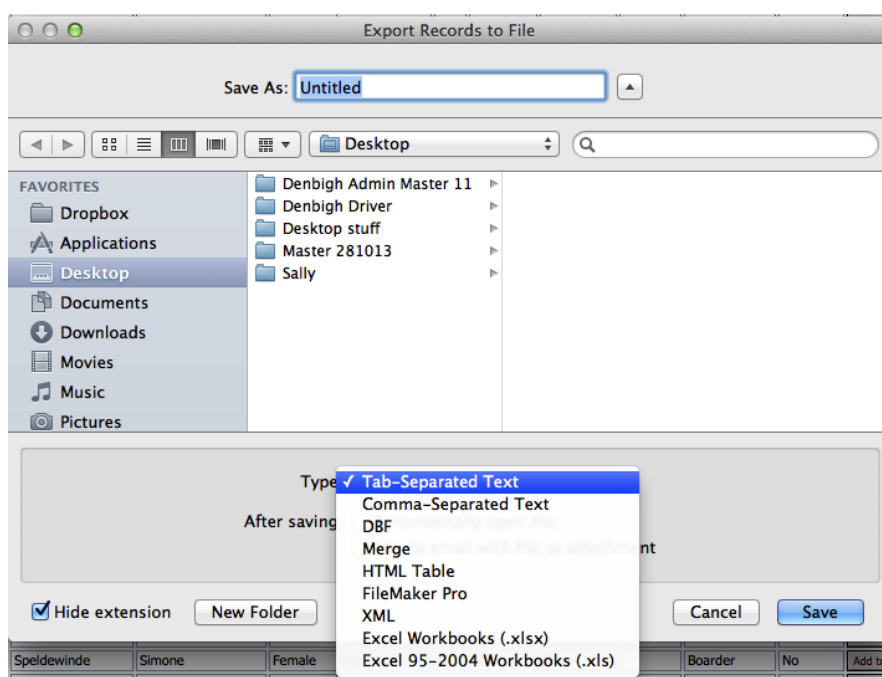 Export Records to File
Save As: Untitled
Desktop
FAVORITES
Dropbox
Applications
Desktop
Documents
Downloads
Movies
Music
Pictures
Denbigh Admin Master 11
Denbigh Driver
Desktop stuff
Master 281013
Sally
Type
✓ Tab-Separated Text
Comma-Separated Text
After saving
DBF
Merge
nt
HTML Table
FileMaker Pro
XML
Excel Workbooks (.xlsx)
Excel 95-2004 Workbooks (.xls)
Hide extension New Folder Cancel Save
Speldewinde Simone Female Boarder No Add t